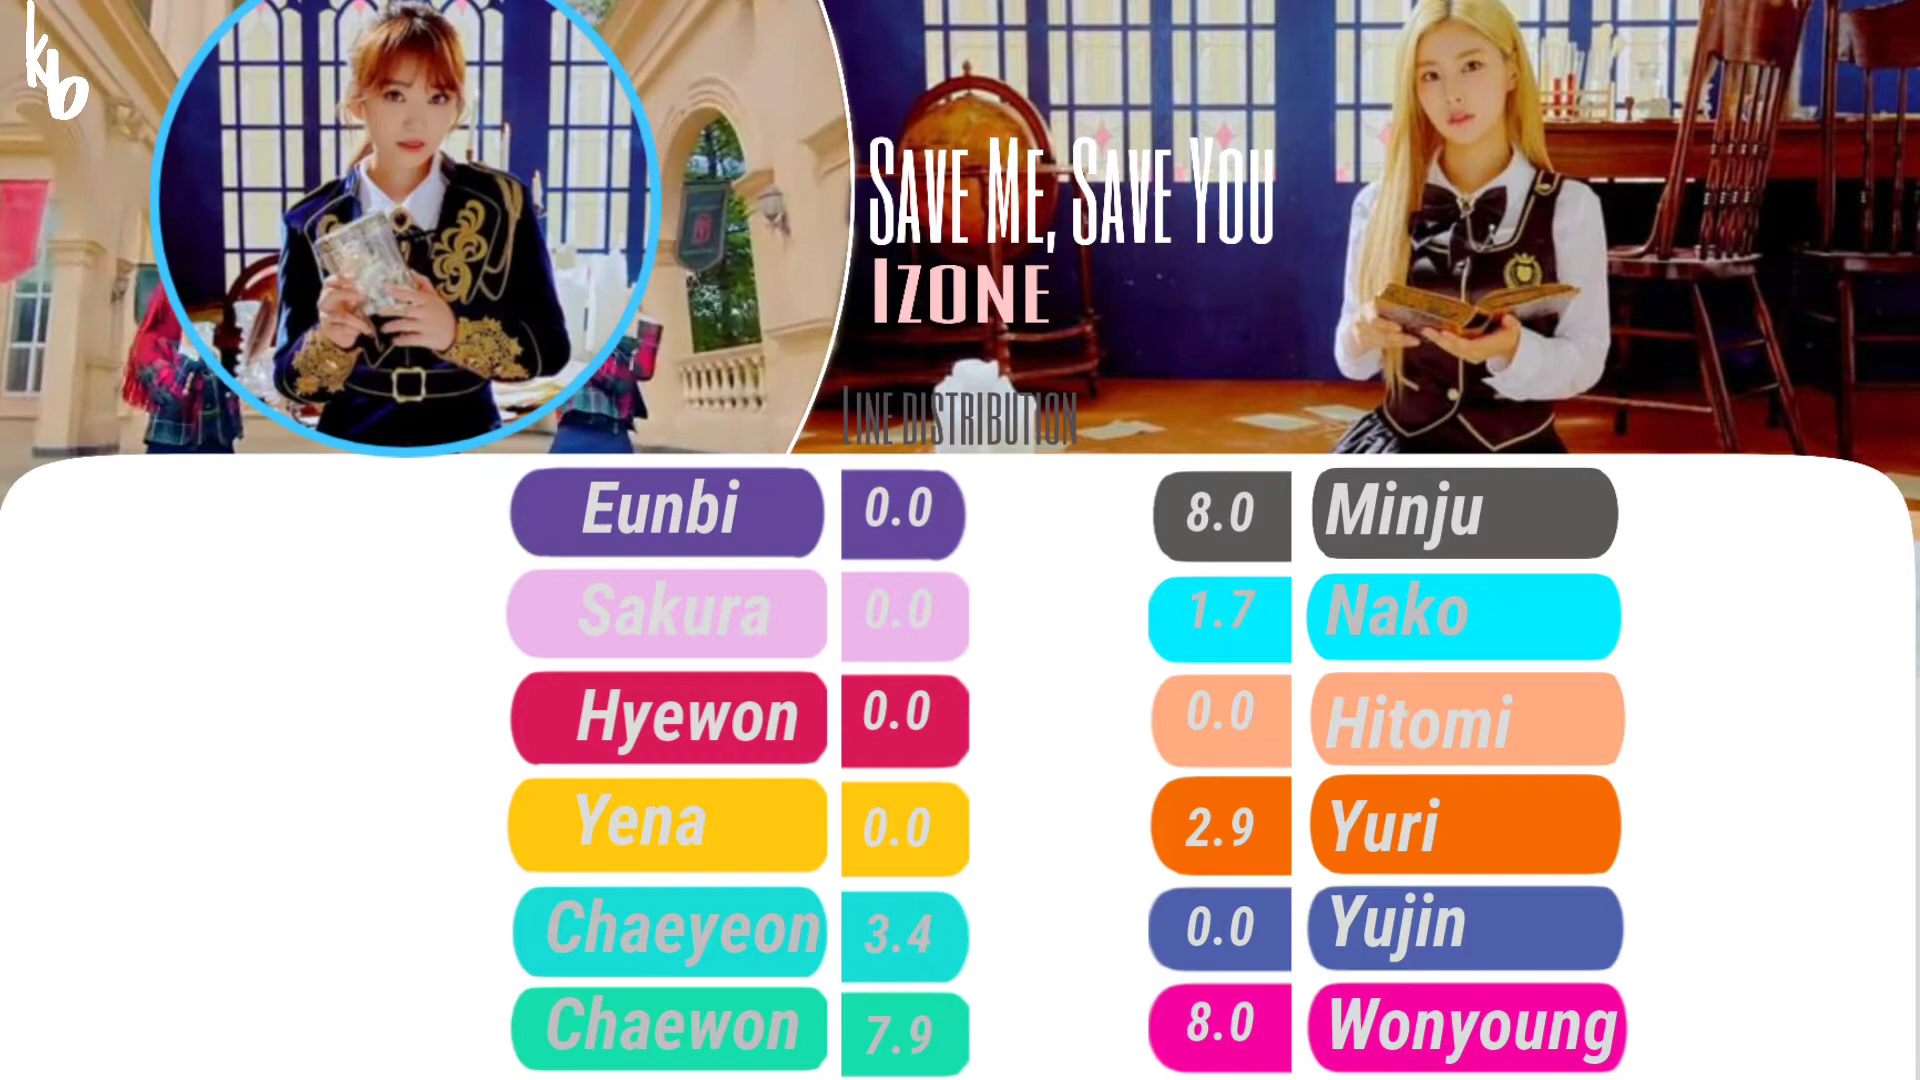 klb
Save Me, Save You
IZONE
Line distribution
Eunbi 0.0
Sakura 0.0
Hyewon 0.0
Yena 0.0
Chaeyeon 3.4
Chaewon 7.9
8.0 Minju
1.7 Nako
0.0 Hitomi
2.9 Yuri
0.0 Yujin
8.0 Wonyoung